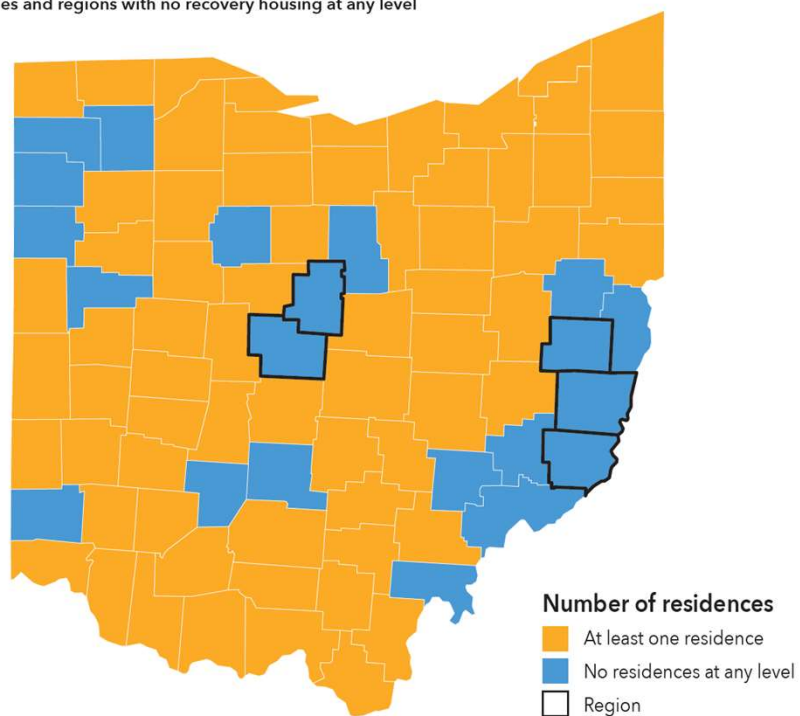 es and regions with no recovery housing at any level
Number of residences
At least one residence
No residences at any level
Region